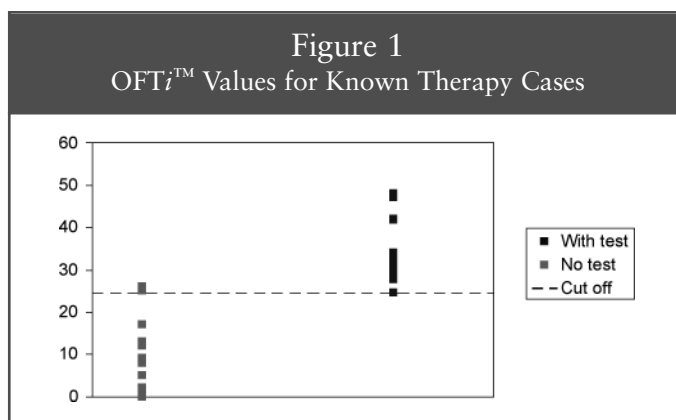 Figure 1
OFTi™ Values for Known Therapy Cases
60
50
40
30
20
10
0
With test
No test
Cut off